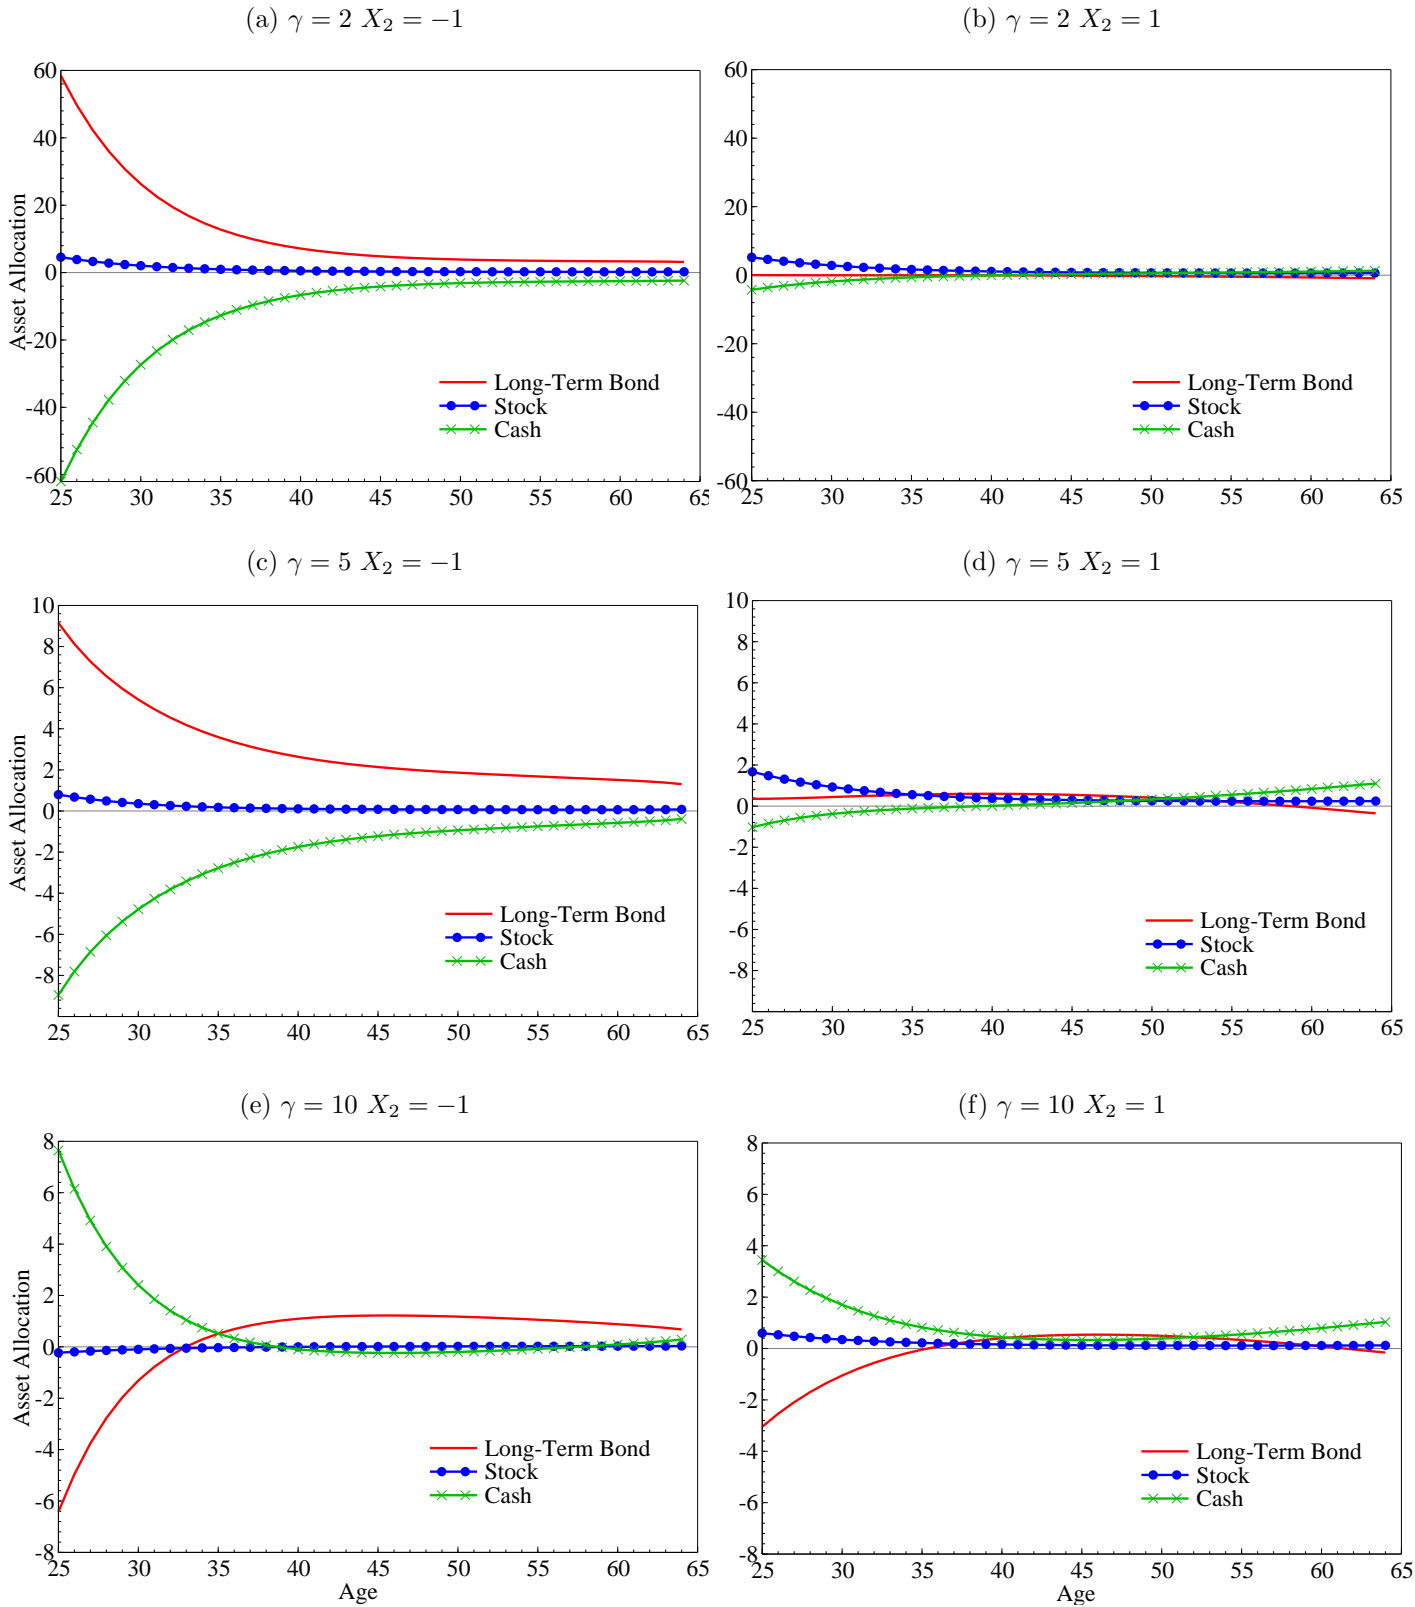 (a) γ = 2 X₂ = −1
(b) γ = 2 X₂ = 1
60
40
20
0
-20
-40
-60
Asset Allocation
Long-Term Bond
Stock
Cash
25 30 35 40 45 50 55 60 65
60
40
20
0
-20
-40
-60
Long-Term Bond
Stock
Cash
25 30 35 40 45 50 55 60 65
(c) γ = 5 X₂ = −1
(d) γ = 5 X₂ = 1
10
8
6
4
2
0
-2
-4
-6
-8
Asset Allocation
Long-Term Bond
Stock
Cash
25 30 35 40 45 50 55 60 65
10
8
6
4
2
0
-2
-4
-6
-8
Long-Term Bond
Stock
Cash
25 30 35 40 45 50 55 60 65
(e) γ = 10 X₂ = −1
(f) γ = 10 X₂ = 1
8
6
4
2
0
-2
-4
-6
-8
Asset Allocation
Long-Term Bond
Stock
Cash
25 30 35 40 45 50 55 60 65
Age
8
6
4
2
0
-2
-4
-6
-8
Long-Term Bond
Stock
Cash
25 30 35 40 45 50 55 60 65
Age